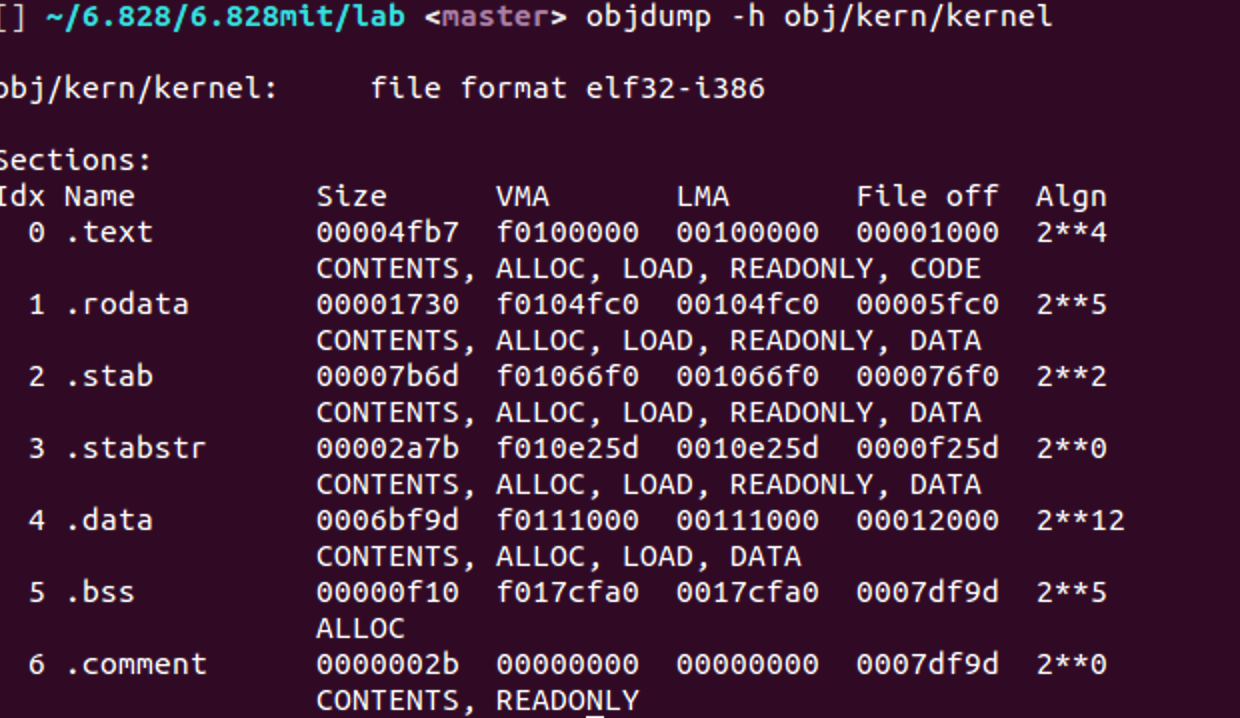 [] ~/6.828/6.828mit/lab <master> objdump -h obj/kern/kernel
obj/kern/kernel:     file format elf32-i386
Sections:
Idx Name          Size      VMA       LMA       File off  Algn
  0 .text         00004fb7  f0100000  00100000  00001000  2**4
                  CONTENTS, ALLOC, LOAD, READONLY, CODE
  1 .rodata       00001730  f0104fc0  00104fc0  00005fc0  2**5
                  CONTENTS, ALLOC, LOAD, READONLY, DATA
  2 .stab         00007b6d  f01066f0  001066f0  000076f0  2**2
                  CONTENTS, ALLOC, LOAD, READONLY, DATA
  3 .stabstr      00002a7b  f010e25d  0010e25d  0000f25d  2**0
                  CONTENTS, ALLOC, LOAD, READONLY, DATA
  4 .data         0006bf9d  f0111000  00111000  00012000  2**12
                  CONTENTS, ALLOC, LOAD, DATA
  5 .bss          00000f10  f017cfa0  0017cfa0  0007df9d  2**5
                  ALLOC
  6 .comment      0000002b  00000000  00000000  0007df9d  2**0
                  CONTENTS, READONLY